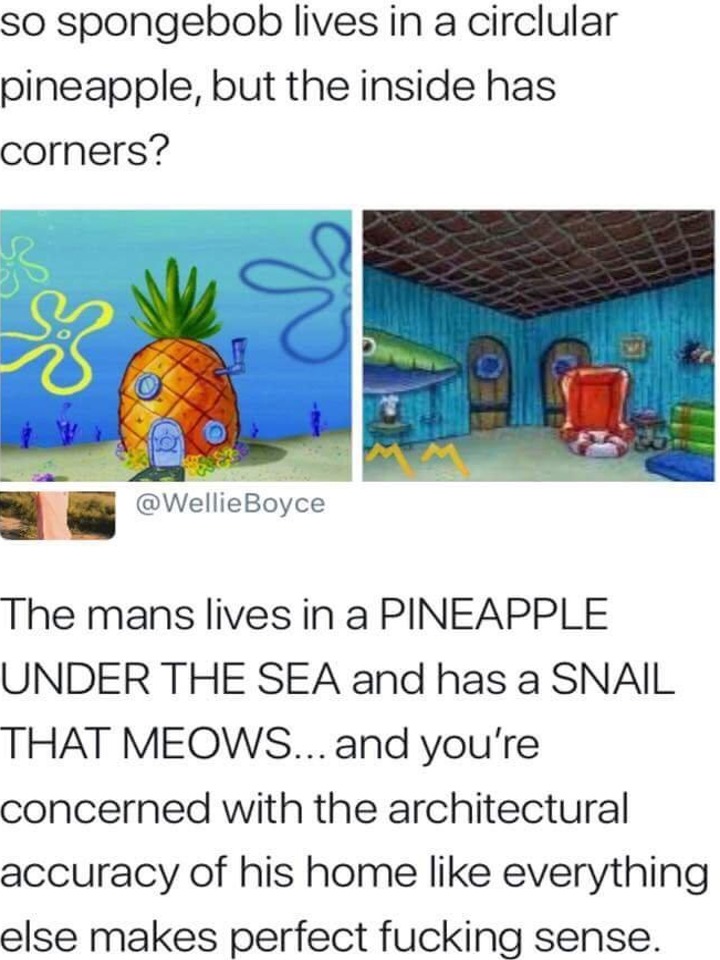 so spongebob lives in a circlular
pineapple, but the inside has
corners?
@WellieBoyce
The mans lives in a PINEAPPLE
UNDER THE SEA and has a SNAIL
THAT MEOWS... and you're
concerned with the architectural
accuracy of his home like everything
else makes perfect fucking sense.